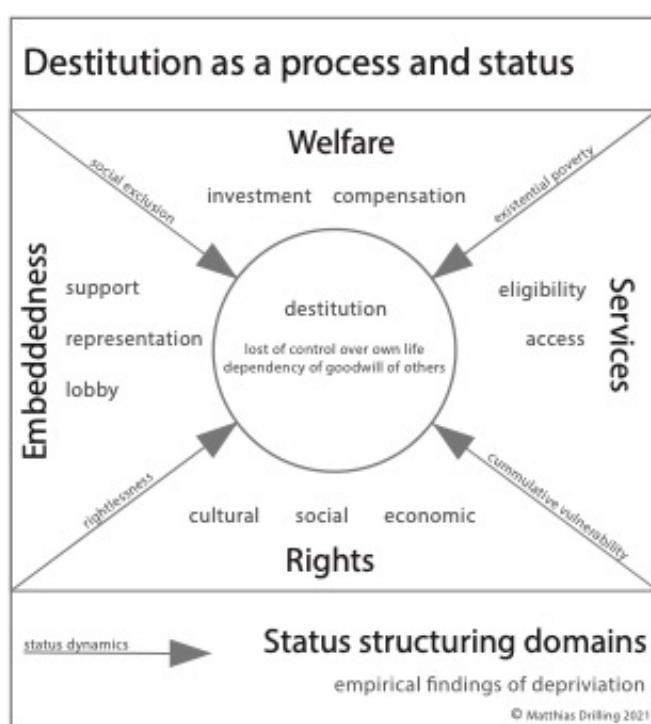 Destitution as a process and status
Welfare
social exclusion
existential poverty
investment compensation
Embeddedness
support
representation
lobby
destitution
lost of control over own life
dependency of goodwill of others
eligibility
access
Services
rightlessness
cummulative vulnerability
cultural social economic
Rights
status dynamics
Status structuring domains
empirical findings of depriviation
© Matthias Drilling 2021